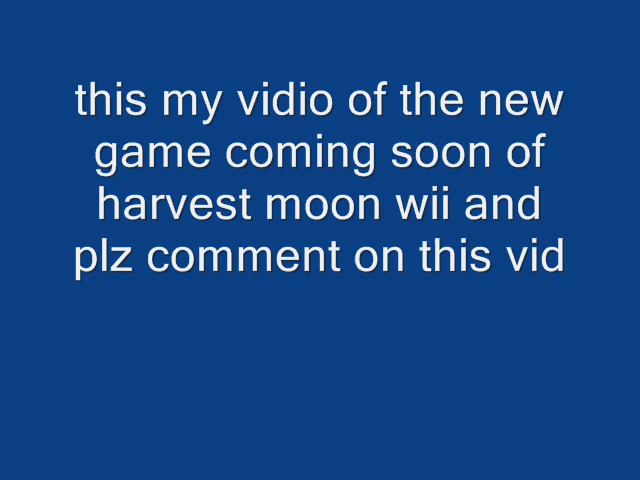 this my vidio of the new
game coming soon of
harvest moon wii and
plz comment on this vid